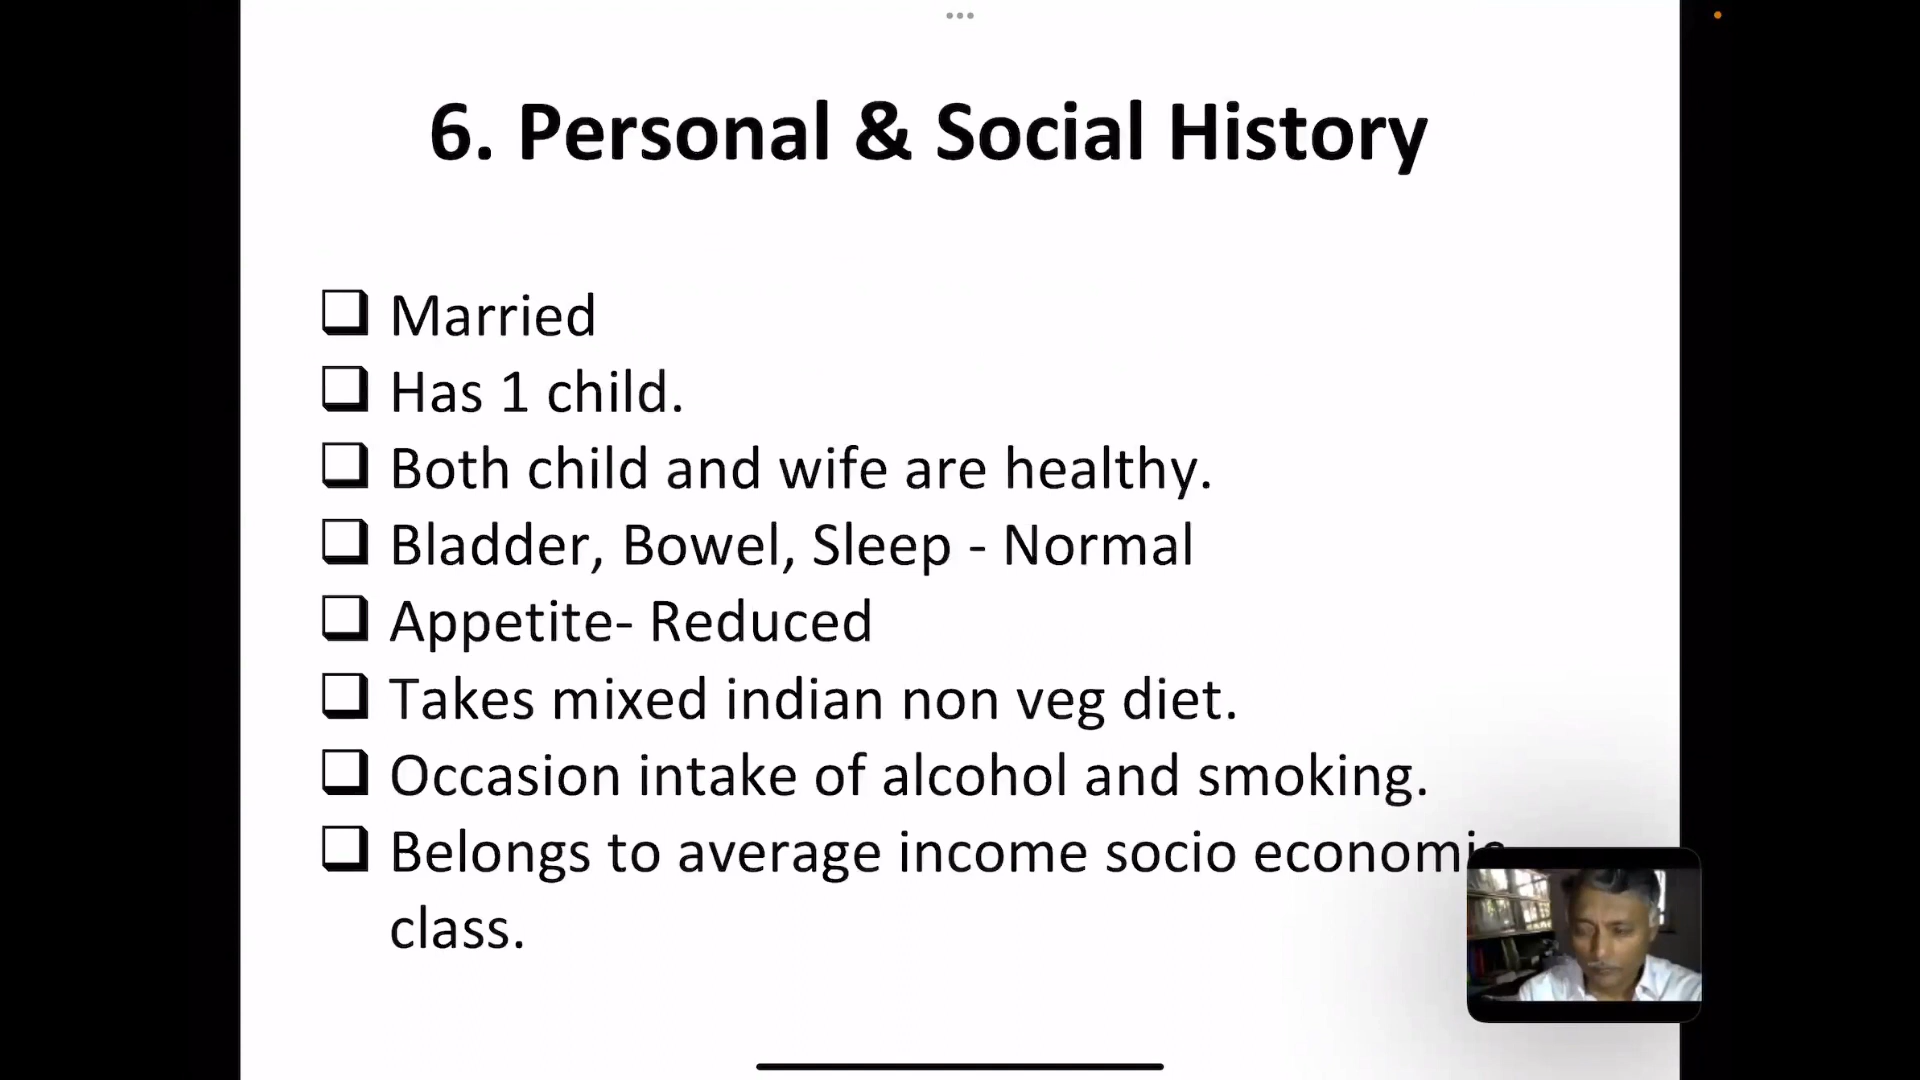 6. Personal & Social History
Married
Has 1 child.
Both child and wife are healthy.
Bladder, Bowel, Sleep - Normal
Appetite- Reduced
Takes mixed indian non veg diet.
Occasion intake of alcohol and smoking.
Belongs to average income socio economic
class.